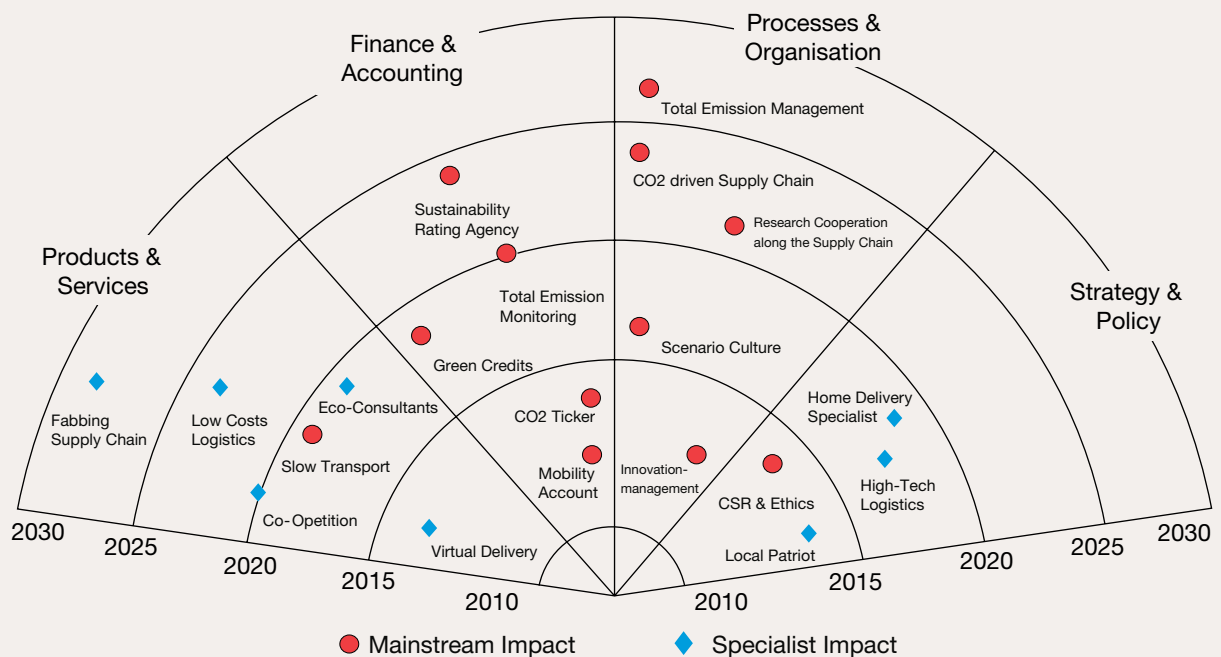 Processes &
Organisation
Finance &
Accounting
Total Emission Management
CO2 driven Supply Chain
Sustainability
Rating Agency
Research Cooperation
along the Supply Chain
Products &
Services
Strategy &
Policy
Total Emission
Monitoring
Scenario Culture
Green Credits
Home Delivery
Specialist
Eco-Consultants
Fabbing
Supply Chain
Low Costs
Logistics
CO2 Ticker
Slow Transport
Mobility
Account
Innovation-
management
CSR & Ethics
High-Tech
Logistics
Co-Opetition
Virtual Delivery
Local Patriot
2030
2025
2020
2015
2010
2010
2015
2020
2025
2030
Mainstream Impact
Specialist Impact